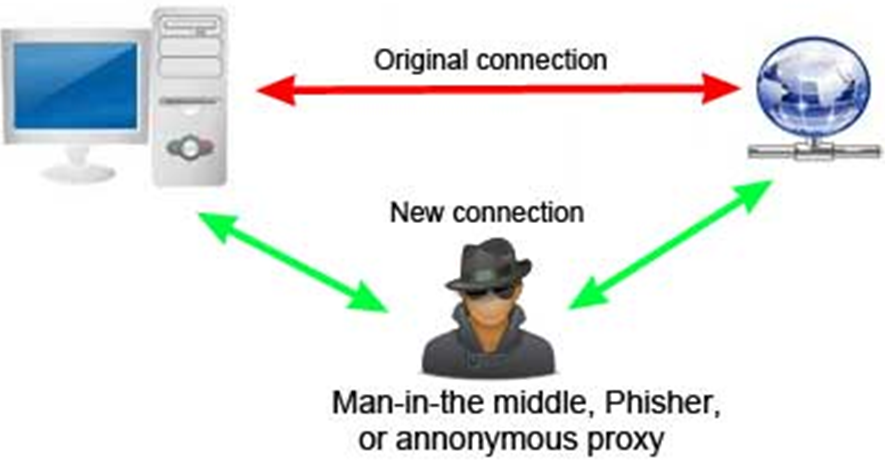 Original connection
New connection
Man-in-the middle, Phisher,
or annonymous proxy